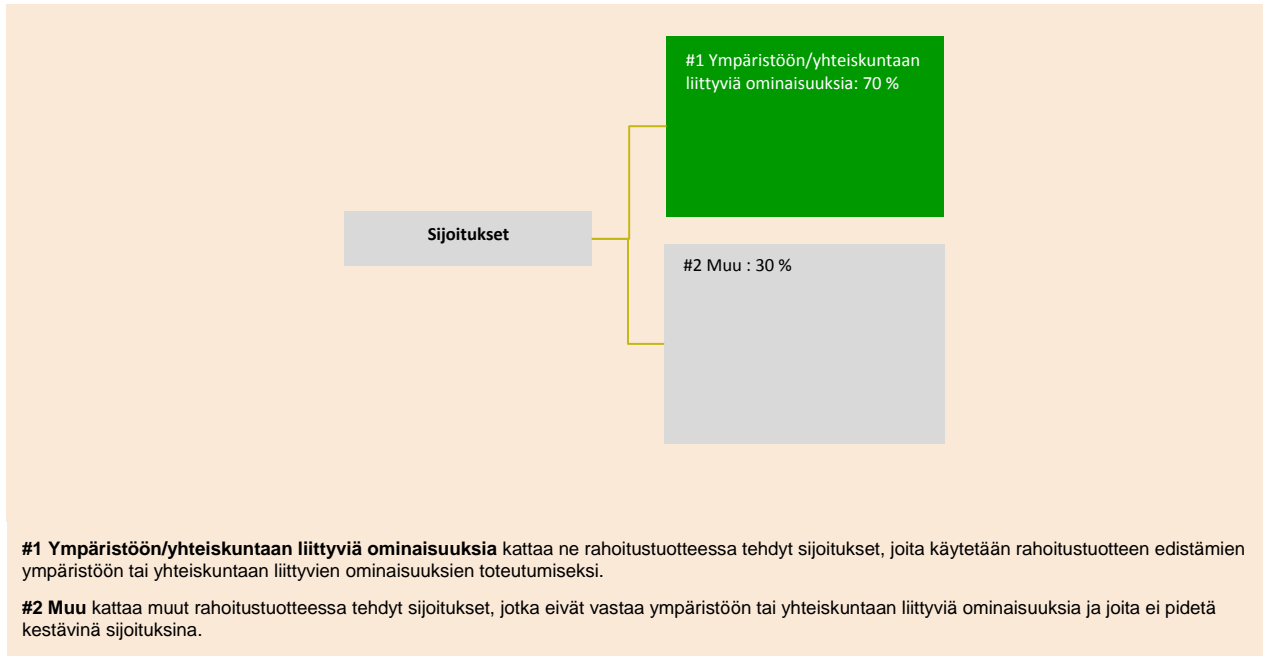 #1 Ympäristöön/yhteiskuntaan
liittyviä ominaisuuksia: 70 %
Sijoitukset
#2 Muu : 30 %
#1 Ympäristöön/yhteiskuntaan liittyviä ominaisuuksia kattaa ne rahoitustuotteessa tehdyt sijoitukset, joita käytetään rahoitustuotteen edistämien
ympäristöön tai yhteiskuntaan liittyvien ominaisuuksien toteutumiseksi.
#2 Muu kattaa muut rahoitustuotteessa tehdyt sijoitukset, jotka eivät vastaa ympäristöön tai yhteiskuntaan liittyviä ominaisuuksia ja joita ei pidetä
kestävinä sijoituksina.